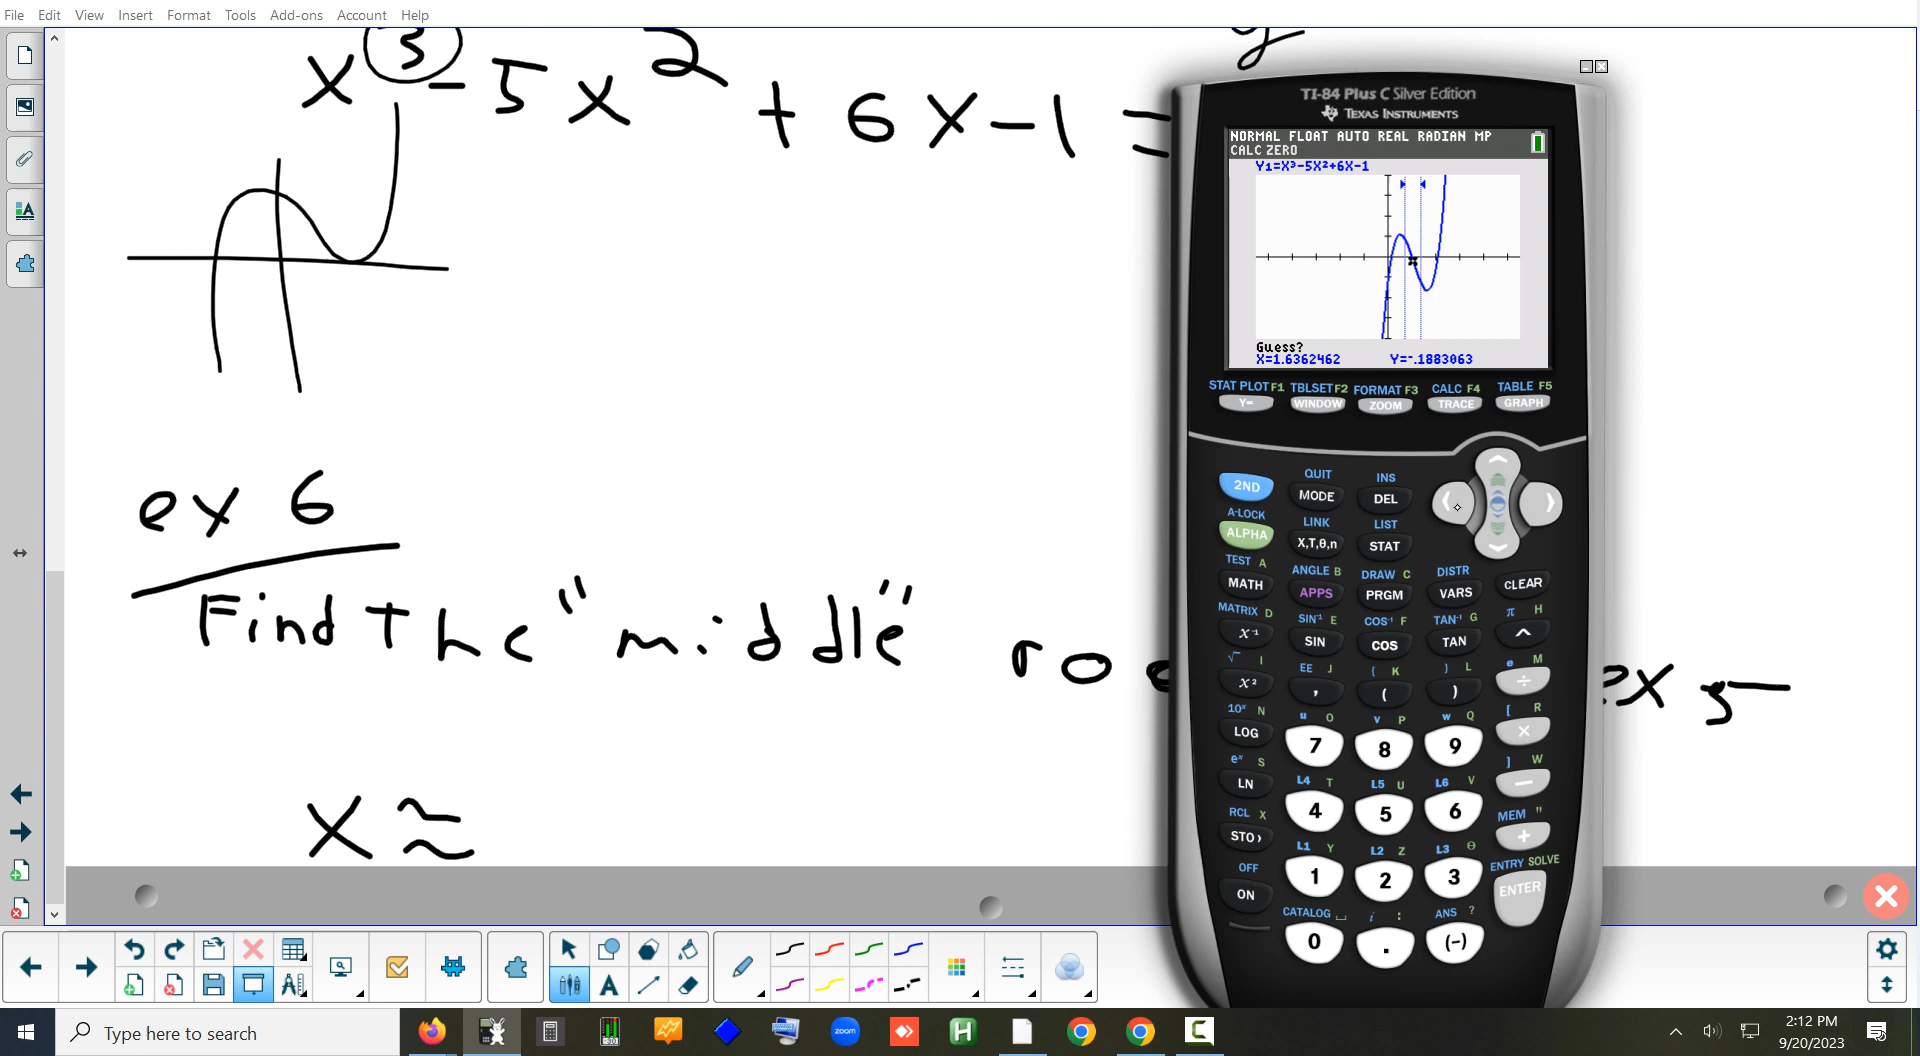 File Edit View Insert Format Tools Add-ons Account Help
x³ - 5x² + 6x - 1 = y
ex 6
Find the "middle" ro
ex 5
x ≈
TI-84 Plus C Silver Edition
TEXAS INSTRUMENTS
NORMAL FLOAT AUTO REAL RADIAN MP
CALC ZERO
Y1=X³-5X²+6X-1
Guess?
X=1.6362462 Y=-.1883063
STAT PLOT F1 TBLSET F2 FORMAT F3 CALC F4 TABLE F5
Y= WINDOW ZOOM TRACE GRAPH
QUIT INS
2ND MODE DEL
A-LOCK LINK LIST
ALPHA X,T,θ,n STAT
TEST A ANGLE B DRAW C DISTR
MATH APPS PRGM VARS CLEAR
MATRIX D SIN⁻¹ E COS⁻¹ F TAN⁻¹ G π H
x⁻¹ SIN COS TAN ^
√ I EE J { K } L e M
x² , ( ) ÷
10ˣ N u O v P w Q [ R
LOG 7 8 9 ×
eˣ S L4 T L5 U L6 V ] W
LN 4 5 6 −
RCL X L1 Y L2 Z L3 θ MEM "
STO› 1 2 3 +
OFF CATALOG ⎵ i : ANS ? ENTRY SOLVE
ON 0 . (-) ENTER
Type here to search
zoom
2:12 PM
9/20/2023